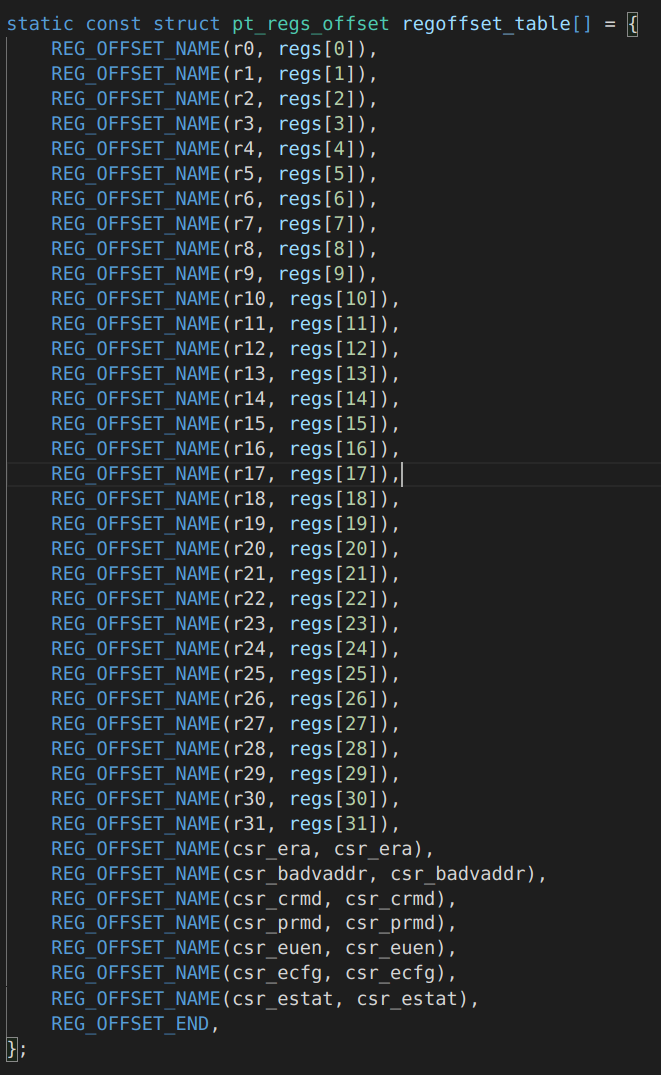 static const struct pt_regs_offset regoffset_table[] = {
    REG_OFFSET_NAME(r0, regs[0]),
    REG_OFFSET_NAME(r1, regs[1]),
    REG_OFFSET_NAME(r2, regs[2]),
    REG_OFFSET_NAME(r3, regs[3]),
    REG_OFFSET_NAME(r4, regs[4]),
    REG_OFFSET_NAME(r5, regs[5]),
    REG_OFFSET_NAME(r6, regs[6]),
    REG_OFFSET_NAME(r7, regs[7]),
    REG_OFFSET_NAME(r8, regs[8]),
    REG_OFFSET_NAME(r9, regs[9]),
    REG_OFFSET_NAME(r10, regs[10]),
    REG_OFFSET_NAME(r11, regs[11]),
    REG_OFFSET_NAME(r12, regs[12]),
    REG_OFFSET_NAME(r13, regs[13]),
    REG_OFFSET_NAME(r14, regs[14]),
    REG_OFFSET_NAME(r15, regs[15]),
    REG_OFFSET_NAME(r16, regs[16]),
    REG_OFFSET_NAME(r17, regs[17]),
    REG_OFFSET_NAME(r18, regs[18]),
    REG_OFFSET_NAME(r19, regs[19]),
    REG_OFFSET_NAME(r20, regs[20]),
    REG_OFFSET_NAME(r21, regs[21]),
    REG_OFFSET_NAME(r22, regs[22]),
    REG_OFFSET_NAME(r23, regs[23]),
    REG_OFFSET_NAME(r24, regs[24]),
    REG_OFFSET_NAME(r25, regs[25]),
    REG_OFFSET_NAME(r26, regs[26]),
    REG_OFFSET_NAME(r27, regs[27]),
    REG_OFFSET_NAME(r28, regs[28]),
    REG_OFFSET_NAME(r29, regs[29]),
    REG_OFFSET_NAME(r30, regs[30]),
    REG_OFFSET_NAME(r31, regs[31]),
    REG_OFFSET_NAME(csr_era, csr_era),
    REG_OFFSET_NAME(csr_badvaddr, csr_badvaddr),
    REG_OFFSET_NAME(csr_crmd, csr_crmd),
    REG_OFFSET_NAME(csr_prmd, csr_prmd),
    REG_OFFSET_NAME(csr_euen, csr_euen),
    REG_OFFSET_NAME(csr_ecfg, csr_ecfg),
    REG_OFFSET_NAME(csr_estat, csr_estat),
    REG_OFFSET_END,
};